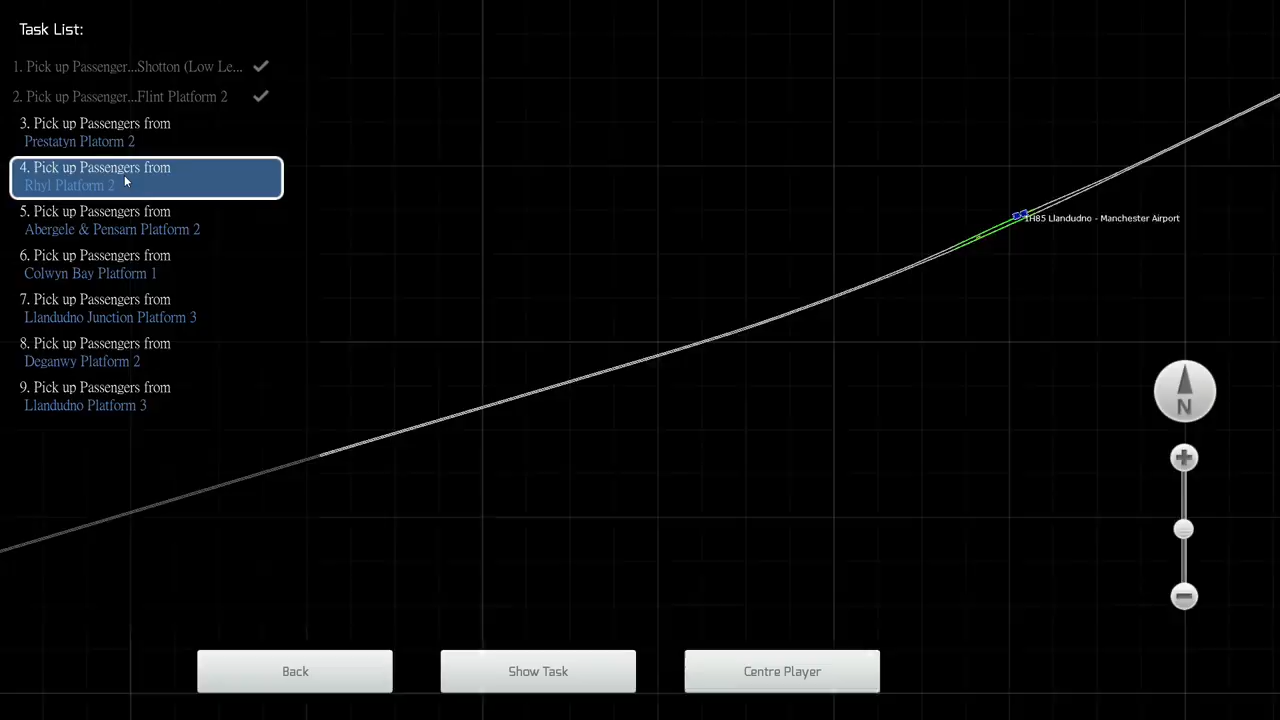 Task List:
1. Pick up Passenger...Shotton (Low Le...
2. Pick up Passenger...Flint Platform 2
3. Pick up Passengers from
Prestatyn Platorm 2
4. Pick up Passengers from
Rhyl Platform 2
5. Pick up Passengers from
Abergele & Pensarn Platform 2
6. Pick up Passengers from
Colwyn Bay Platform 1
7. Pick up Passengers from
Llandudno Junction Platform 3
8. Pick up Passengers from
Deganwy Platform 2
9. Pick up Passengers from
Llandudno Platform 3
1H85 Llandudno - Manchester Airport
N
Back
Show Task
Centre Player